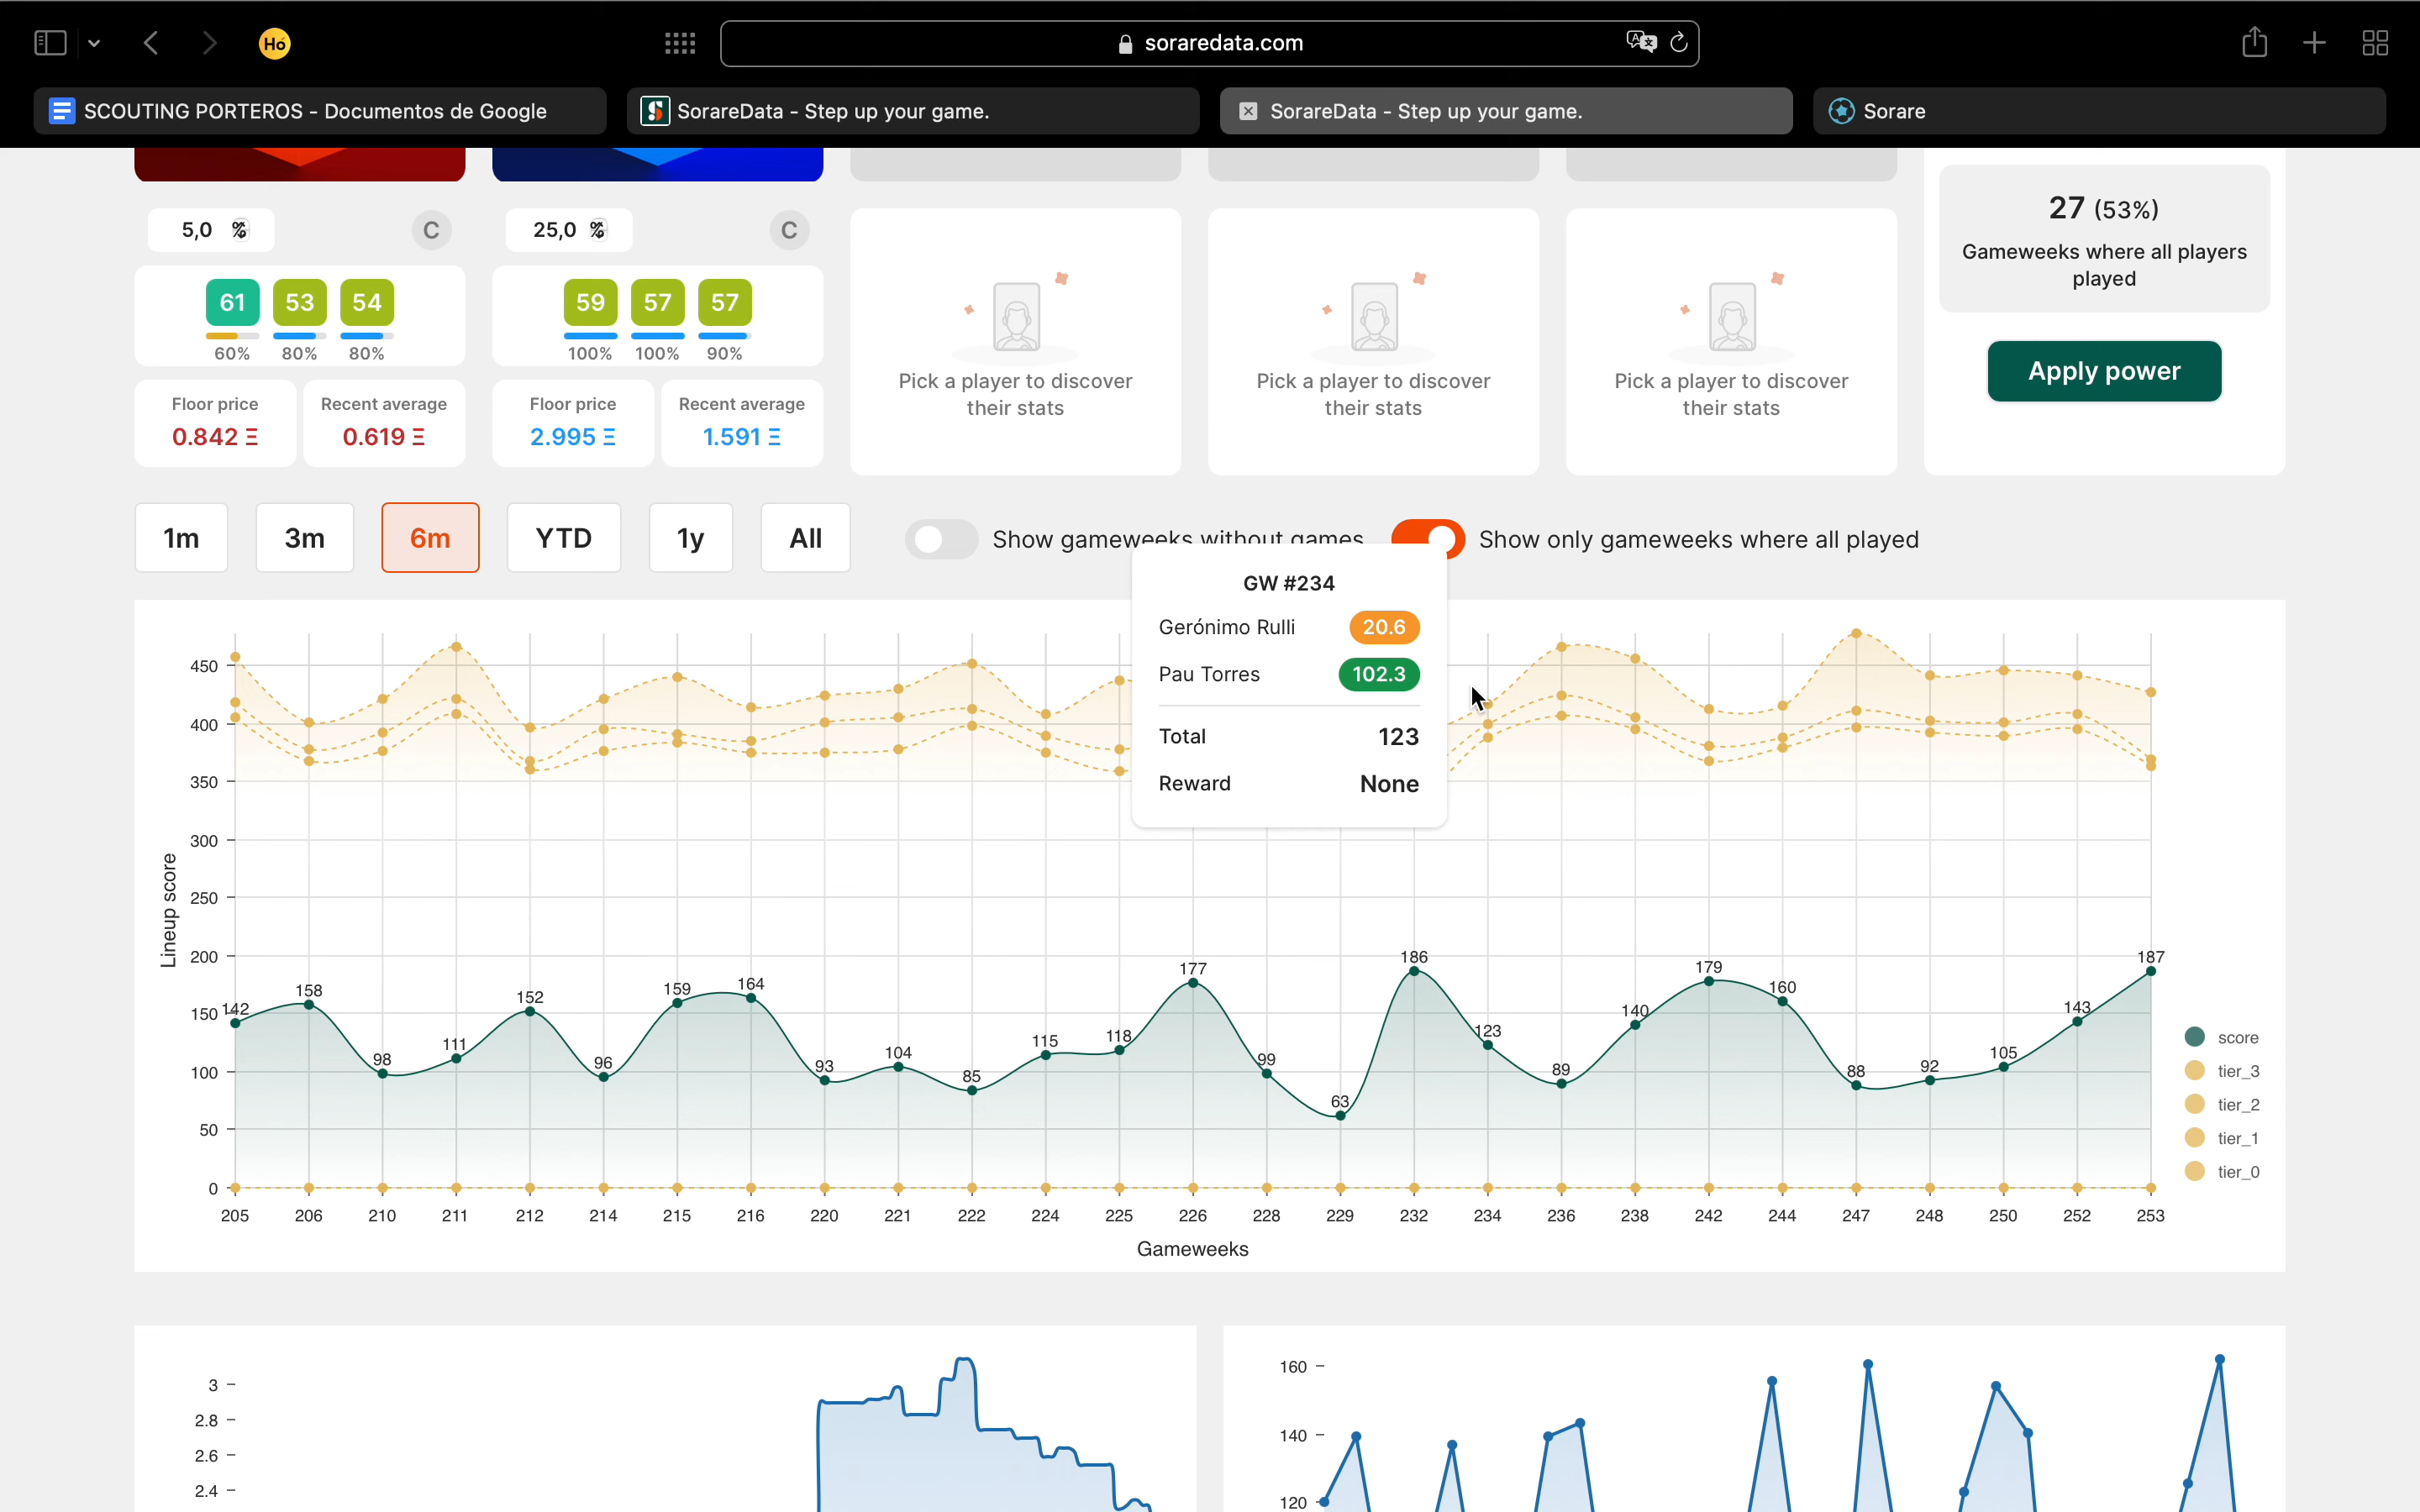 Hó
soraredata.com
SCOUTING PORTEROS - Documentos de Google
SorareData - Step up your game.
SorareData - Step up your game.
Sorare
5,0 %
C
25,0 %
C
61 53 54
60% 80% 80%
59 57 57
100% 100% 90%
Floor price
0.842 Ξ
Recent average
0.619 Ξ
Floor price
2.995 Ξ
Recent average
1.591 Ξ
Pick a player to discover
their stats
Pick a player to discover
their stats
Pick a player to discover
their stats
27 (53%)
Gameweeks where all players
played
Apply power
1m 3m 6m YTD 1y All
Show gameweeks without games
Show only gameweeks where all played
GW #234
Gerónimo Rulli 20.6
Pau Torres 102.3
Total 123
Reward None
Lineup score
450
400
350
300
250
200
150
100
50
0
142 158 98 111 152 96 159 164 93 104 85 115 118 177 99 63 186 123 89 140 179 160 88 92 105 143 187
205 206 210 211 212 214 215 216 220 221 222 224 225 226 228 229 232 234 236 238 242 244 247 248 250 252 253
Gameweeks
score
tier_3
tier_2
tier_1
tier_0
3
2.8
2.6
2.4
160
140
120